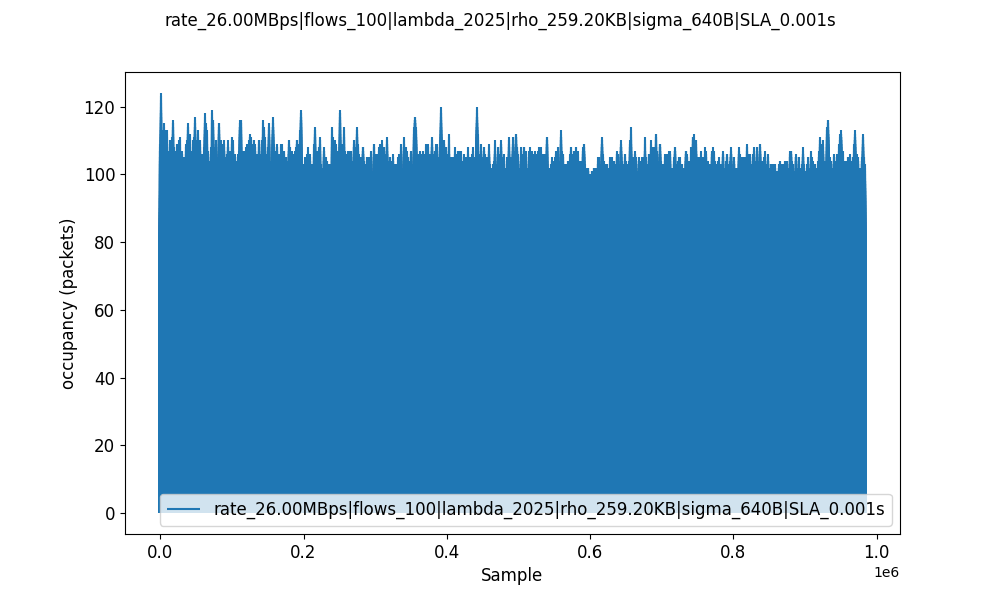 rate_26.00MBps|flows_100|lambda_2025|rho_259.20KB|sigma_640B|SLA_0.001s
120
100
80
60
40
20
0
occupancy (packets)
rate_26.00MBps|flows_100|lambda_2025|rho_259.20KB|sigma_640B|SLA_0.001s
0.0 0.2 0.4 0.6 0.8 1.0
1e6
Sample